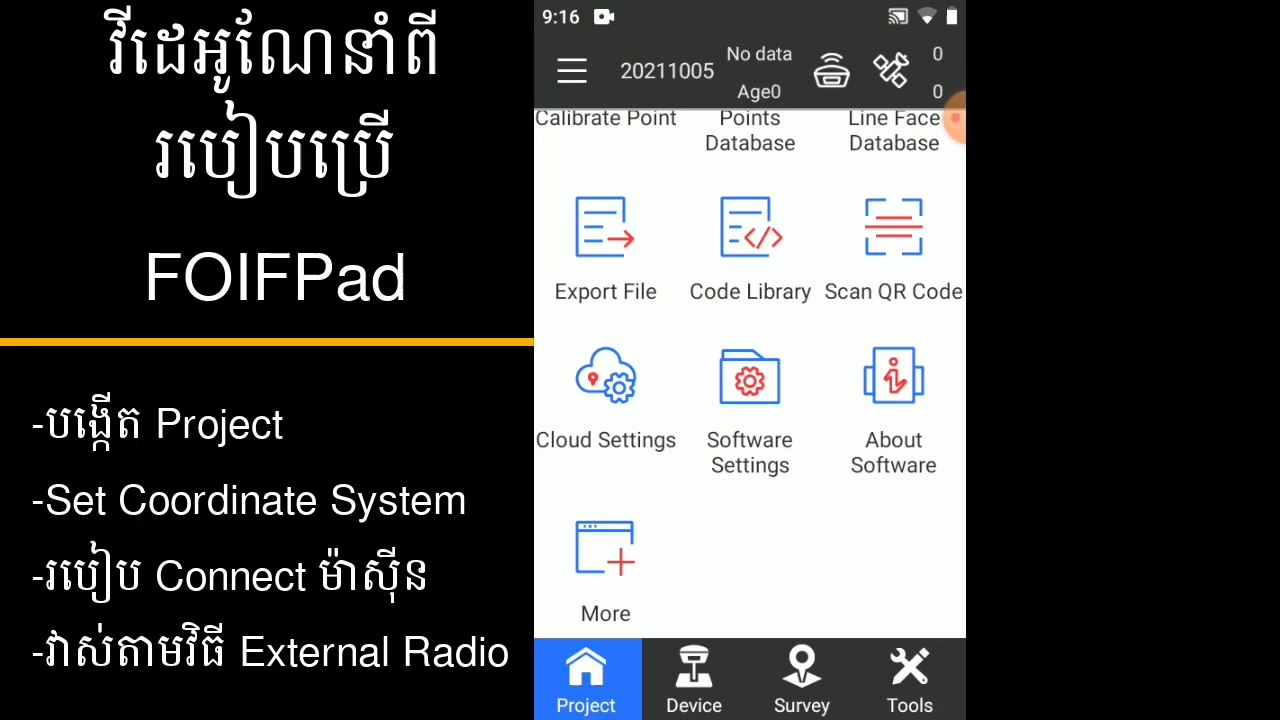 វីដេអូណែនាំពី
របៀបប្រើ
FOIFPad
-បង្កើត Project
-Set Coordinate System
-របៀប Connect ម៉ាស៊ីន
-វាស់តាមវិធី External Radio
9:16
20211005
No data
Age0
0
0
Calibrate Point
Points
Database
Line Face
Database
Export File
Code Library
Scan QR Code
Cloud Settings
Software
Settings
About
Software
More
Project
Device
Survey
Tools